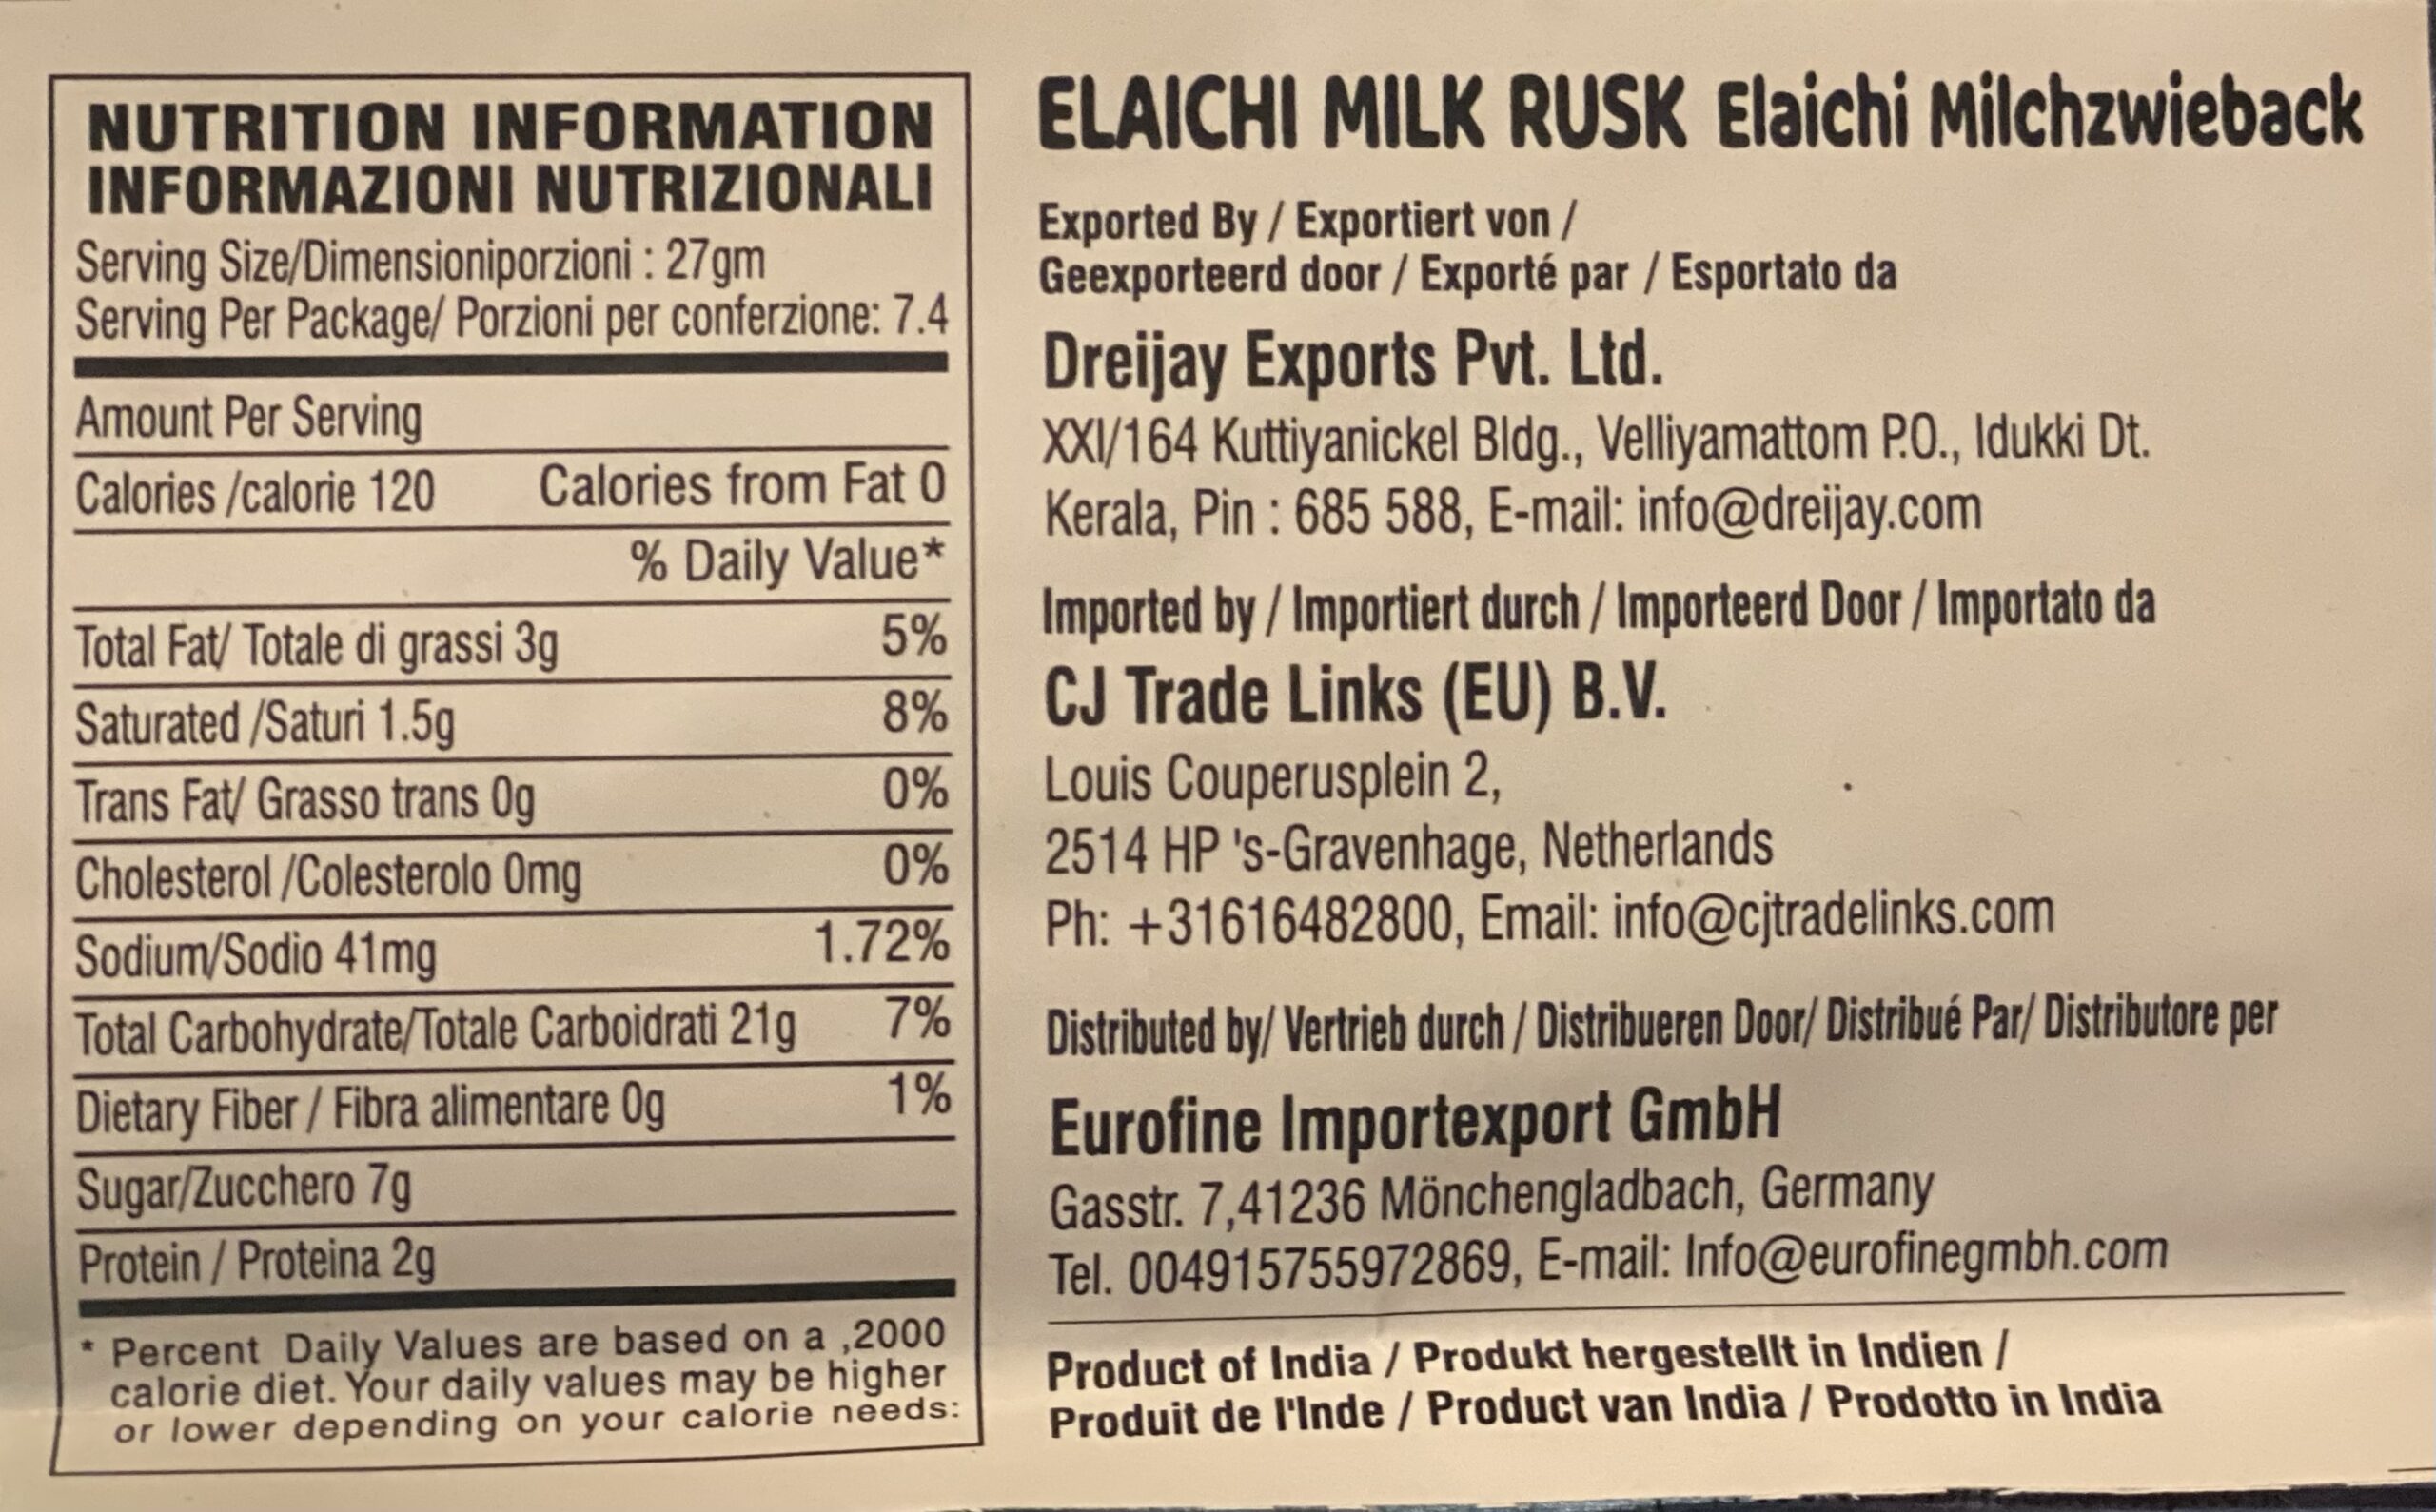 NUTRITION INFORMATION
INFORMAZIONI NUTRIZIONALI
Serving Size/Dimensioniporzioni : 27gm
Serving Per Package/ Porzioni per conferzione: 7.4
Amount Per Serving
Calories /calorie 120 Calories from Fat 0
% Daily Value*
Total Fat/ Totale di grassi 3g 5%
Saturated /Saturi 1.5g 8%
Trans Fat/ Grasso trans 0g 0%
Cholesterol /Colesterolo 0mg 0%
Sodium/Sodio 41mg 1.72%
Total Carbohydrate/Totale Carboidrati 21g 7%
Dietary Fiber / Fibra alimentare 0g 1%
Sugar/Zucchero 7g
Protein / Proteina 2g
* Percent Daily Values are based on a ,2000
calorie diet. Your daily values may be higher
or lower depending on your calorie needs:
ELAICHI MILK RUSK Elaichi Milchzwieback
Exported By / Exportiert von /
Geexporteerd door / Exporté par / Esportato da
Dreijay Exports Pvt. Ltd.
XXI/164 Kuttiyanickel Bldg., Velliyamattom P.O., Idukki Dt.
Kerala, Pin : 685 588, E-mail: info@dreijay.com
Imported by / Importiert durch / Importeerd Door / Importato da
CJ Trade Links (EU) B.V.
Louis Couperusplein 2,
2514 HP 's-Gravenhage, Netherlands
Ph: +31616482800, Email: info@cjtradelinks.com
Distributed by/ Vertrieb durch / Distribueren Door/ Distribué Par/ Distributore per
Eurofine Importexport GmbH
Gasstr. 7,41236 Mönchengladbach, Germany
Tel. 004915755972869, E-mail: Info@eurofinegmbh.com
Product of India / Produkt hergestellt in Indien /
Produit de l'Inde / Product van India / Prodotto in India